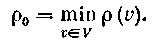 ρ₀ = min ρ (v).
v∈V